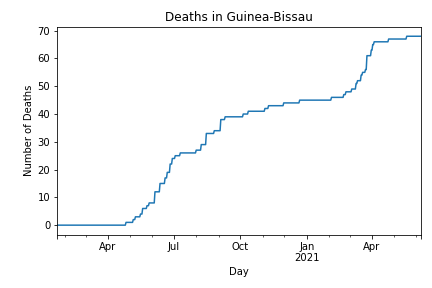 Deaths in Guinea-Bissau
70
60
50
40
30
20
10
0
Number of Deaths
Apr
Jul
Oct
Jan
2021
Apr
Day